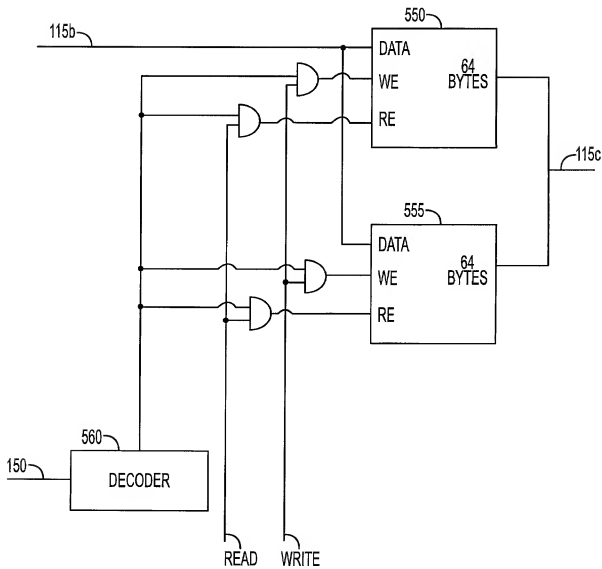 115b
550
DATA
64
BYTES
WE
RE
115c
555
DATA
64
BYTES
WE
RE
560
150
DECODER
READ
WRITE